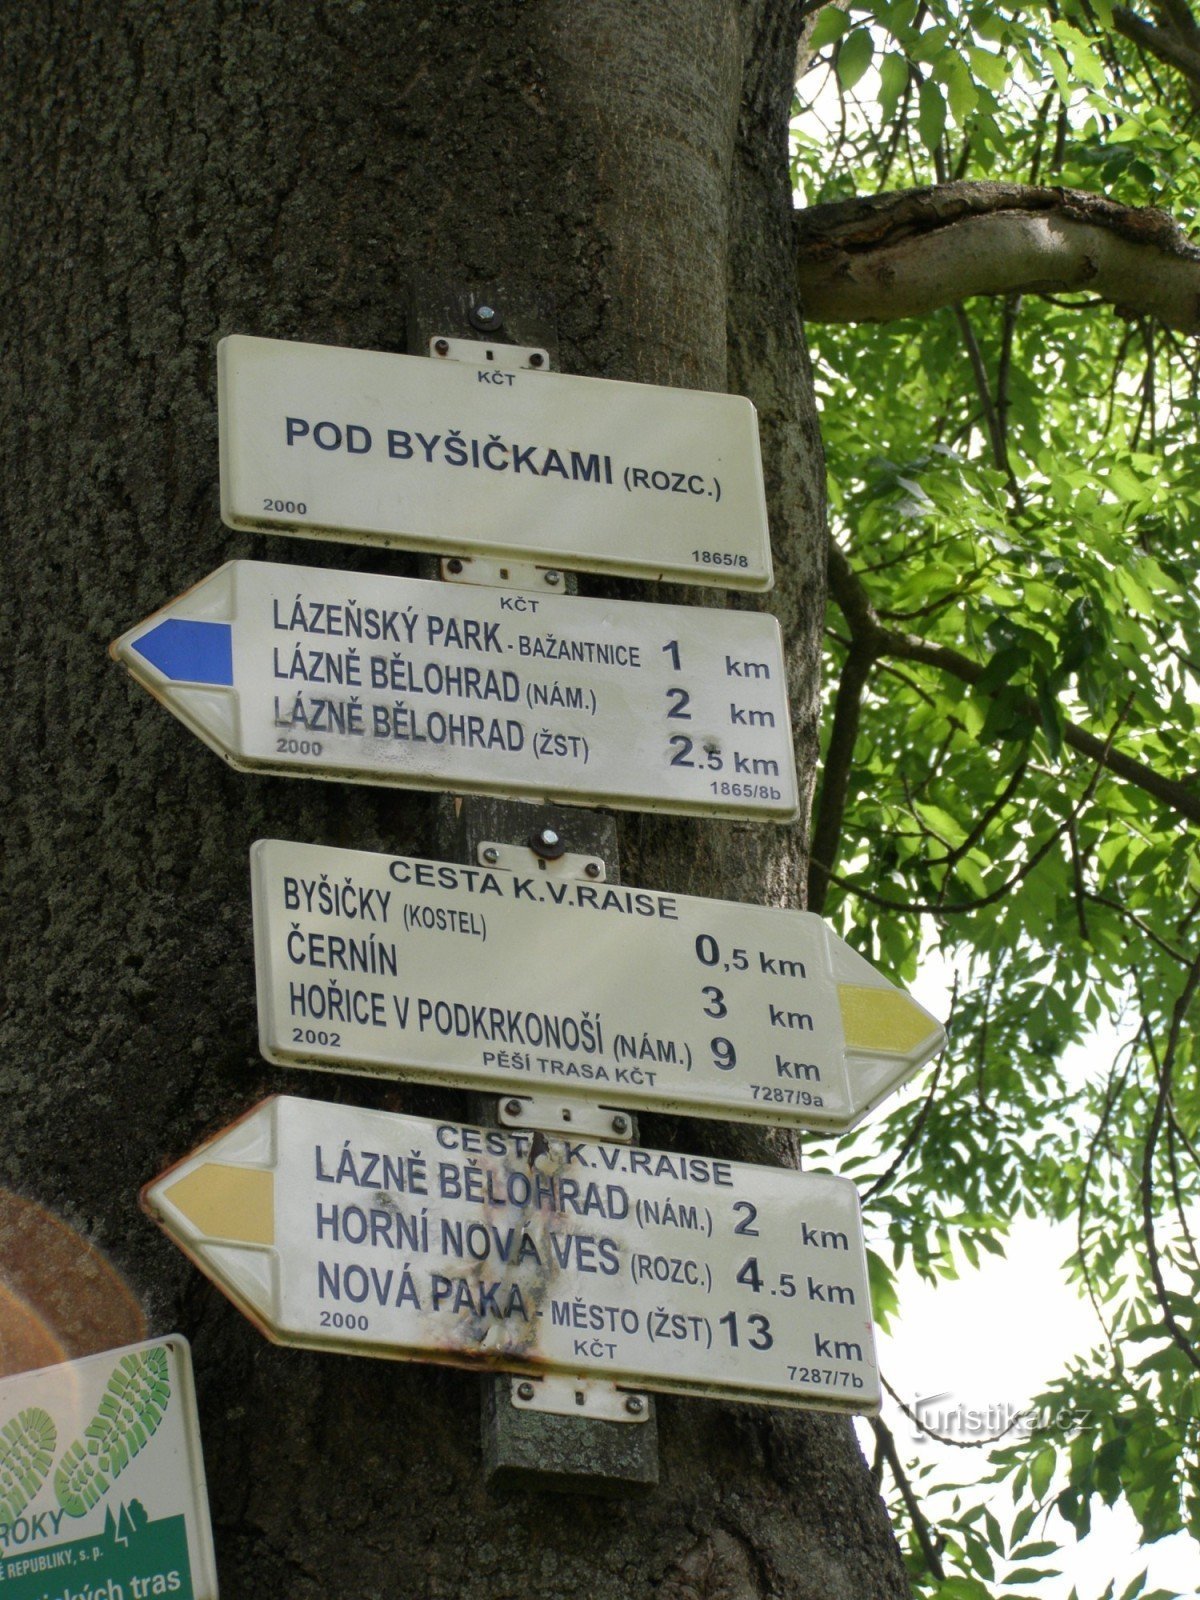 KČT
POD BYŠIČKAMI (ROZC.)
2000
1865/8
KČT
LÁZEŇSKÝ PARK - BAŽANTNICE 1 km
LÁZNĚ BĚLOHRAD (NÁM.) 2 km
LÁZNĚ BĚLOHRAD (ŽST) 2.5 km
2000
1865/8b
CESTA K.V.RAISE
BYŠIČKY (KOSTEL) 0,5 km
ČERNÍN 3 km
HOŘICE V PODKRKONOŠÍ (NÁM.) 9 km
2002
PĚŠÍ TRASA KČT
7287/9a
CESTA K.V.RAISE
LÁZNĚ BĚLOHRAD (NÁM.) 2 km
HORNÍ NOVÁ VES (ROZC.) 4.5 km
NOVÁ PAKA - MĚSTO (ŽST) 13 km
2000
KČT
7287/7b
ROKY
REPUBLIKY, s. p.
tras
Turistika.cz